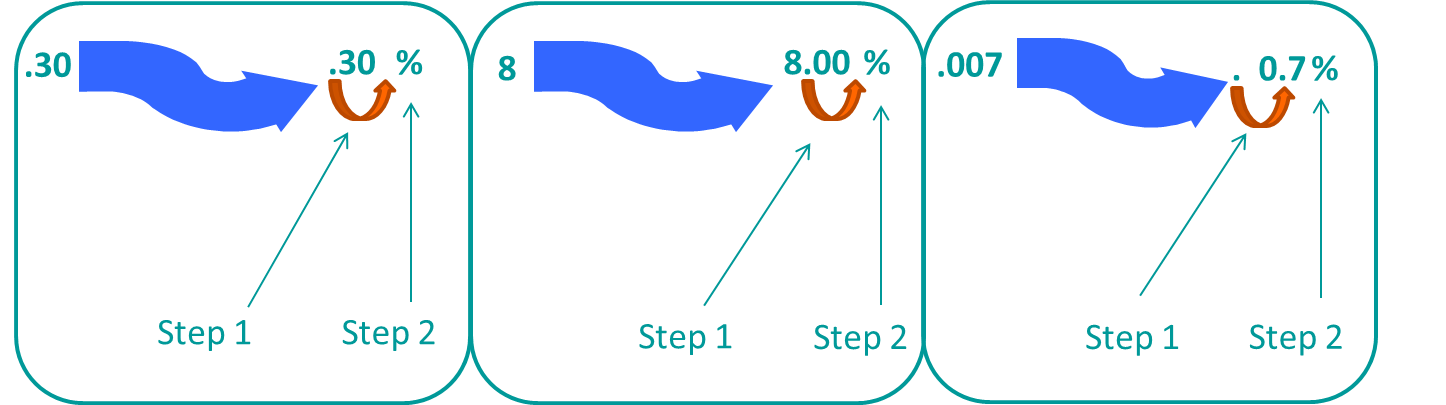 .30 .30 %
Step 1 Step 2
8 8.00 %
Step 1 Step 2
.007 . 0.7 %
Step 1 Step 2